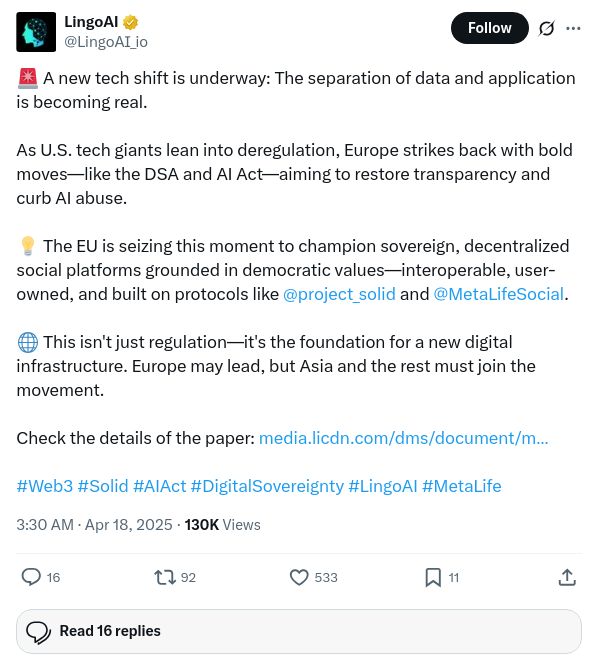 LingoAI
@LingoAI_io
Follow
🚨 A new tech shift is underway: The separation of data and application
is becoming real.
As U.S. tech giants lean into deregulation, Europe strikes back with bold
moves—like the DSA and AI Act—aiming to restore transparency and
curb AI abuse.
💡 The EU is seizing this moment to champion sovereign, decentralized
social platforms grounded in democratic values—interoperable, user-
owned, and built on protocols like @project_solid and @MetaLifeSocial.
🌐 This isn't just regulation—it's the foundation for a new digital
infrastructure. Europe may lead, but Asia and the rest must join the
movement.
Check the details of the paper: media.licdn.com/dms/document/m...
#Web3 #Solid #AIAct #DigitalSovereignty #LingoAI #MetaLife
3:30 AM · Apr 18, 2025 · 130K Views
16 92 533 11
Read 16 replies